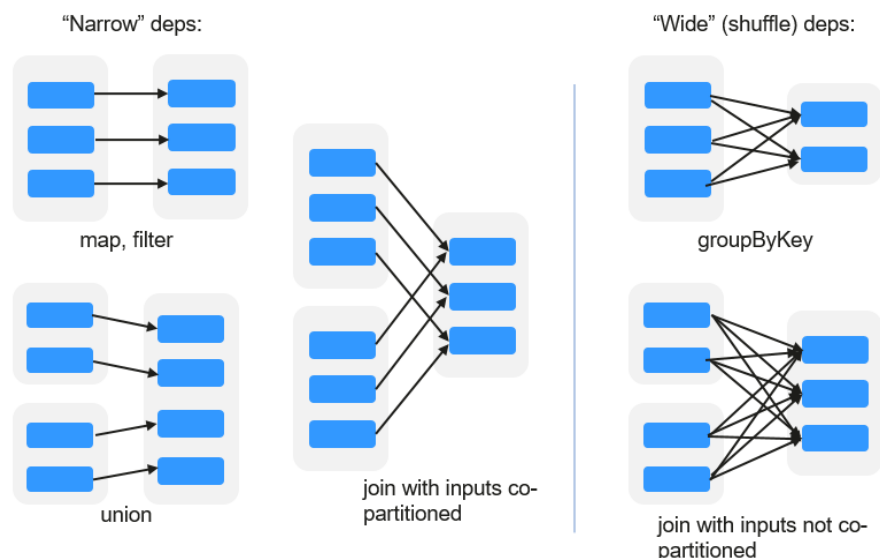 “Narrow” deps:
map, filter
union
join with inputs co-
partitioned
“Wide” (shuffle) deps:
groupByKey
join with inputs not co-
partitioned